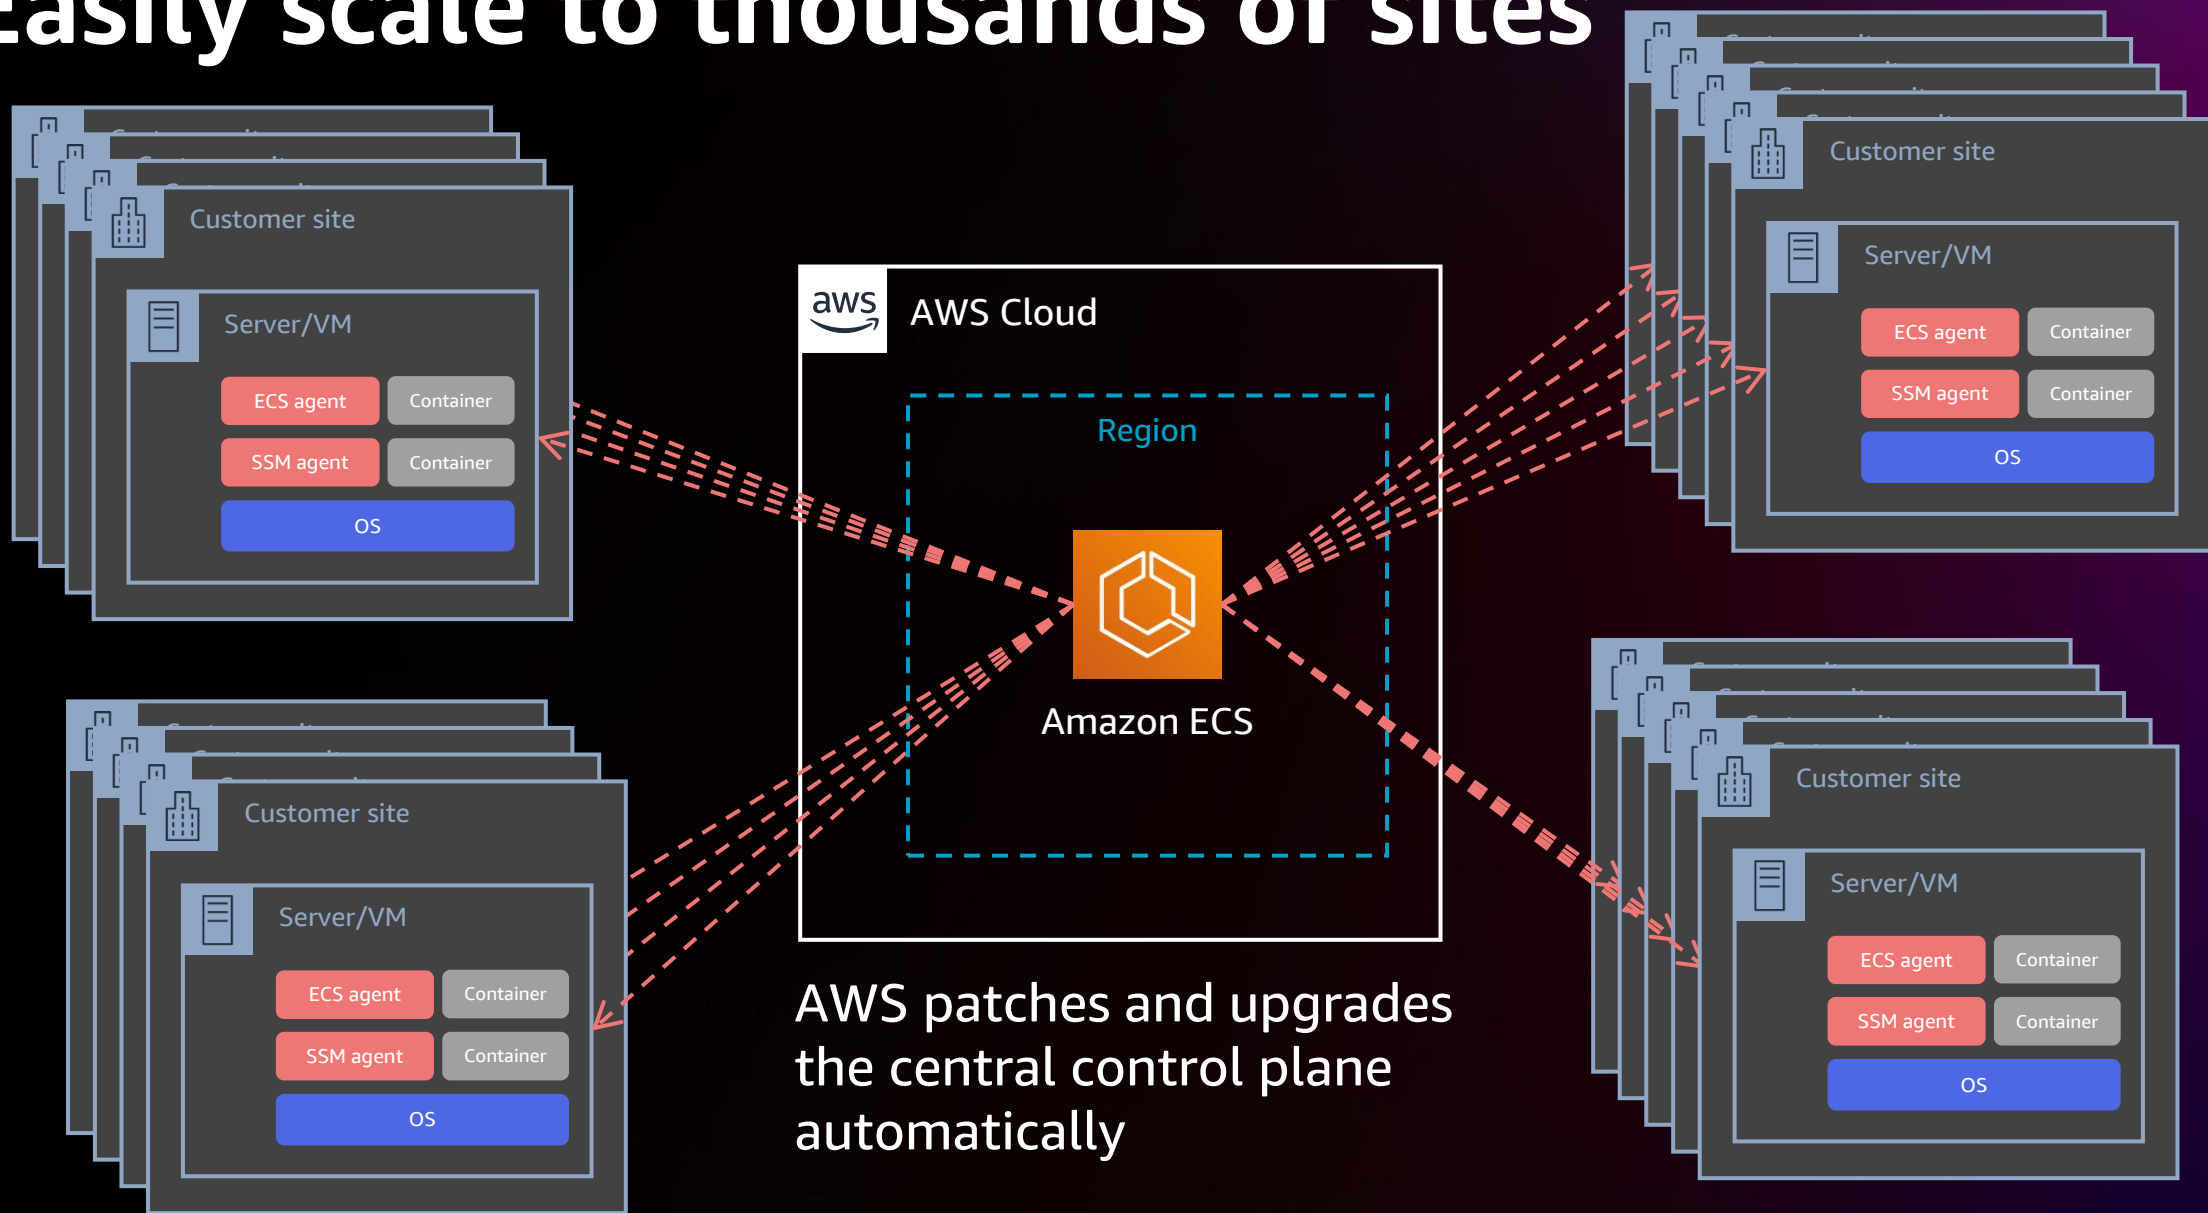 Easily scale to thousands of sites
Customer site
Server/VM
ECS agent
Container
SSM agent
Container
OS
aws
AWS Cloud
Region
Amazon ECS
Customer site
Server/VM
ECS agent
Container
SSM agent
Container
OS
Customer site
Server/VM
ECS agent
Container
SSM agent
Container
OS
AWS patches and upgrades
the central control plane
automatically
Customer site
Server/VM
ECS agent
Container
SSM agent
Container
OS